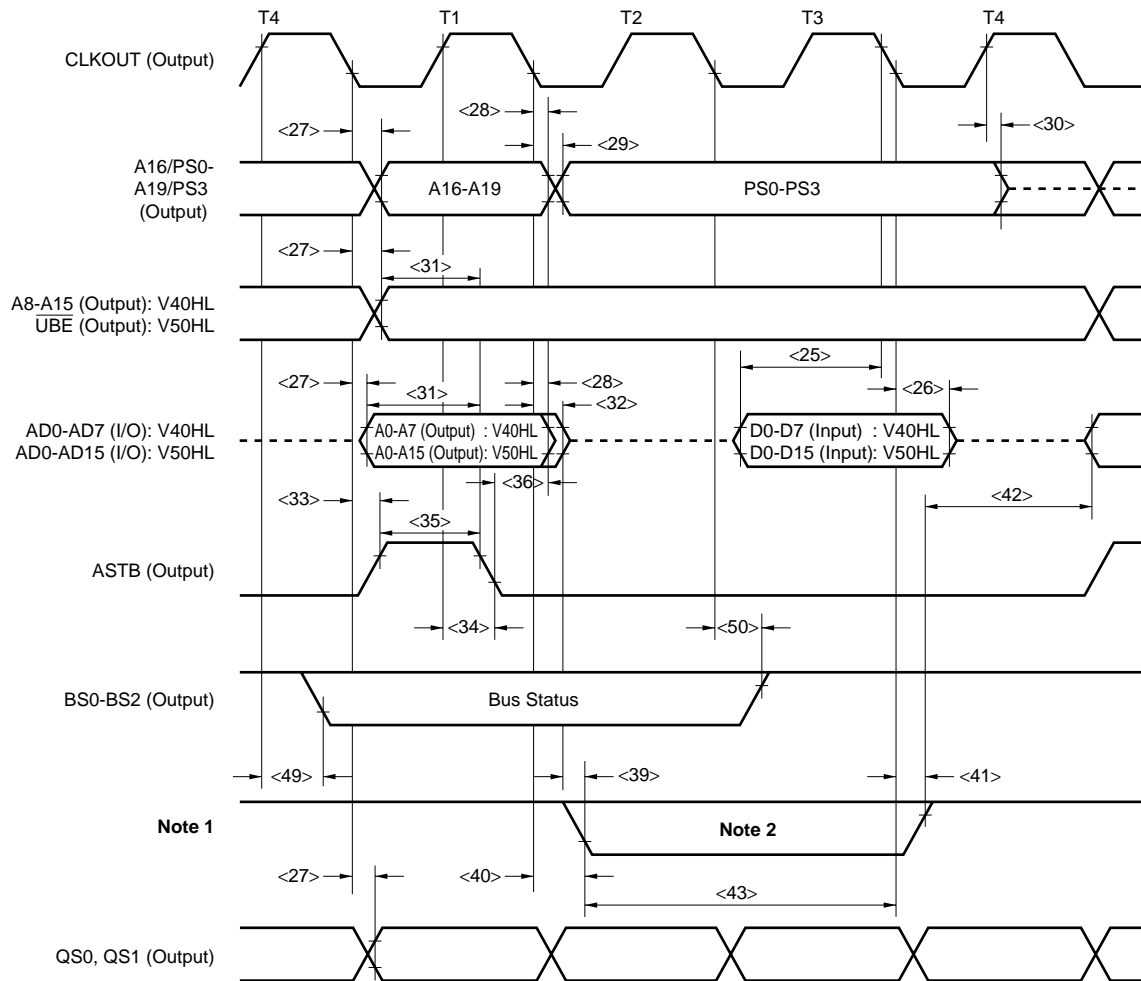 T4 T1 T2 T3 T4
CLKOUT (Output)
<28>
<27> <30>
<29>
A16/PS0-
A19/PS3
(Output)
A16-A19 PS0-PS3
<27>
<31>
A8-A15 (Output): V40HL
UBE (Output): V50HL
<25>
<27> <31> <28> <26>
<32>
AD0-AD7 (I/O): V40HL
AD0-AD15 (I/O): V50HL
A0-A7 (Output) : V40HL
A0-A15 (Output): V50HL
D0-D7 (Input) : V40HL
D0-D15 (Input): V50HL
<36>
<33> <42>
<35>
ASTB (Output)
<34> <50>
BS0-BS2 (Output) Bus Status
<49> <39> <41>
Note 1 Note 2
<27> <40>
<43>
QS0, QS1 (Output)